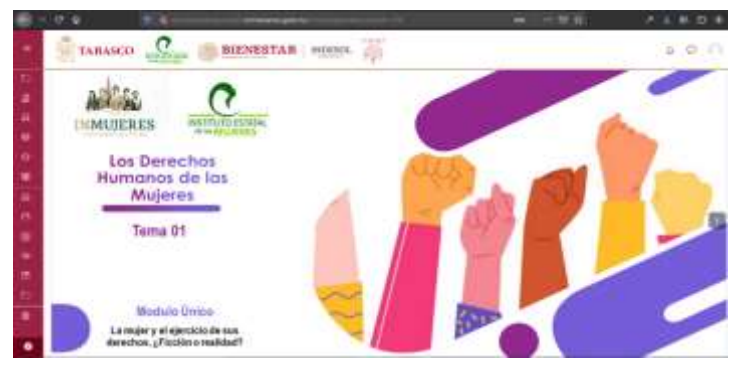 TABASCO
BIENESTAR
INDESOL
INMUJERES
INSTITUTO ESTATAL
de las MUJERES
Los Derechos
Humanos de las
Mujeres
Tema 01
Modulo Único
La mujer y el ejercicio de sus
derechos, ¿Ficción o realidad?